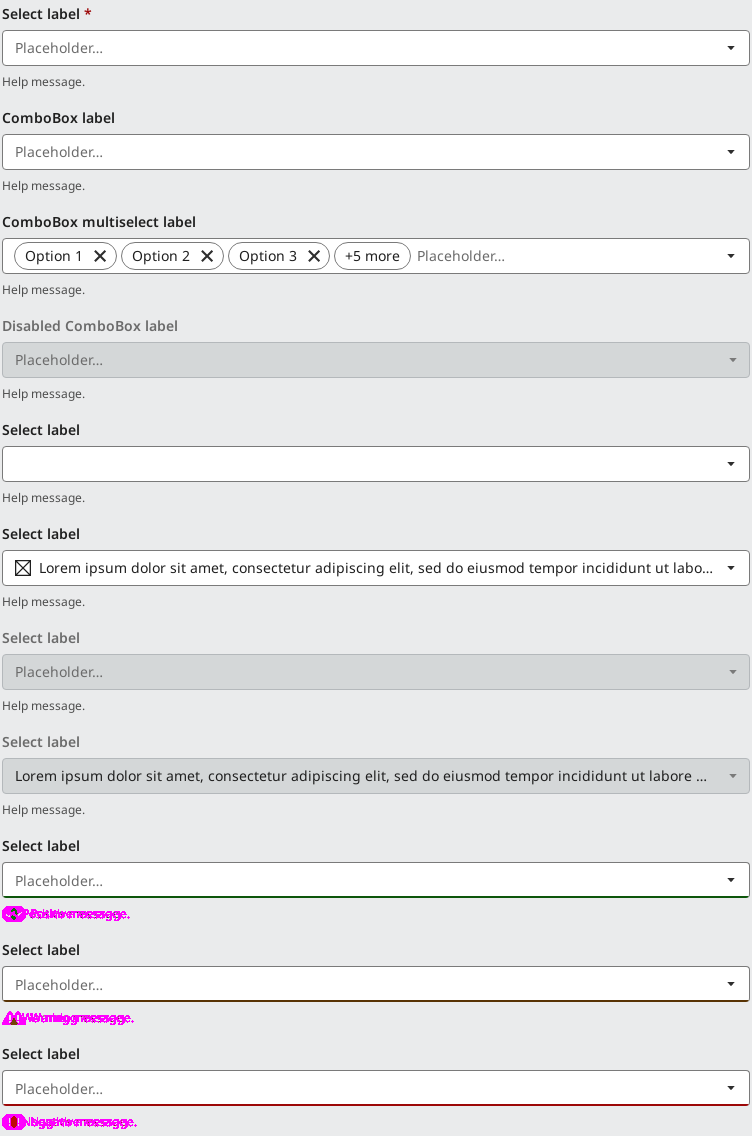 Select label *
Placeholder...
Help message.
ComboBox label
Placeholder...
Help message.
ComboBox multiselect label
Option 1 Option 2 Option 3 +5 more Placeholder...
Help message.
Disabled ComboBox label
Placeholder...
Help message.
Select label
Help message.
Select label
Lorem ipsum dolor sit amet, consectetur adipiscing elit, sed do eiusmod tempor incididunt ut labo...
Help message.
Select label
Placeholder...
Help message.
Select label
Lorem ipsum dolor sit amet, consectetur adipiscing elit, sed do eiusmod tempor incididunt ut labore ...
Help message.
Select label
Placeholder...
Positive message.
Select label
Placeholder...
message.
Select label
Placeholder...
message.